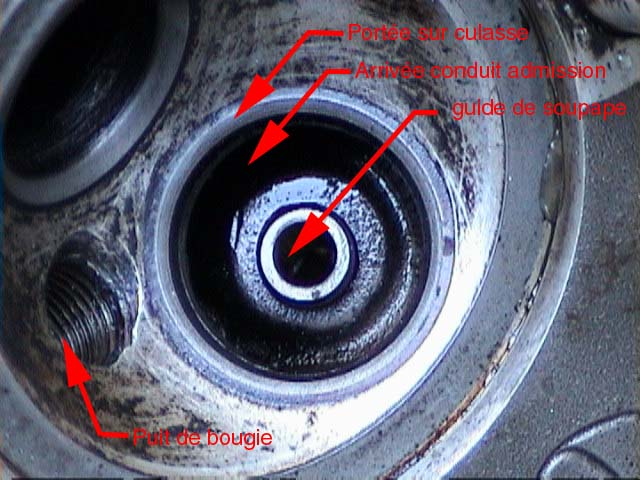 Portée sur culasse
Arrivée conduit admission
guide de soupape
Puit de bougie